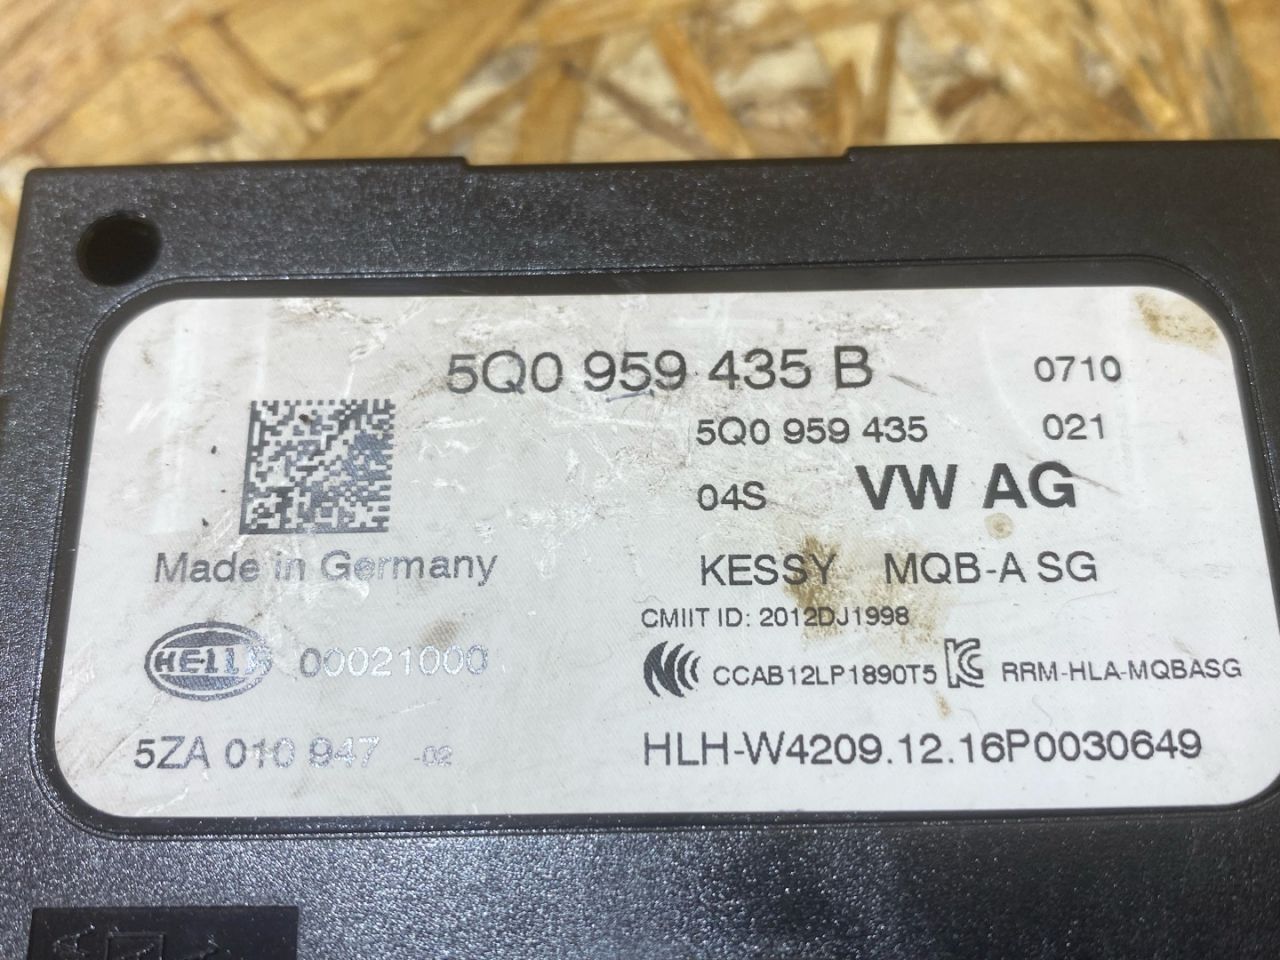 5Q0 959 435 B 0710
5Q0 959 435 021
04S VW AG
Made in Germany KESSY MQB-A SG
CMIIT ID: 2012DJ1998
HELLA 00021000 CCAB12LP1890T5 RRM-HLA-MQBASG
5ZA 010 947 -02 HLH-W4209.12.16P0030649